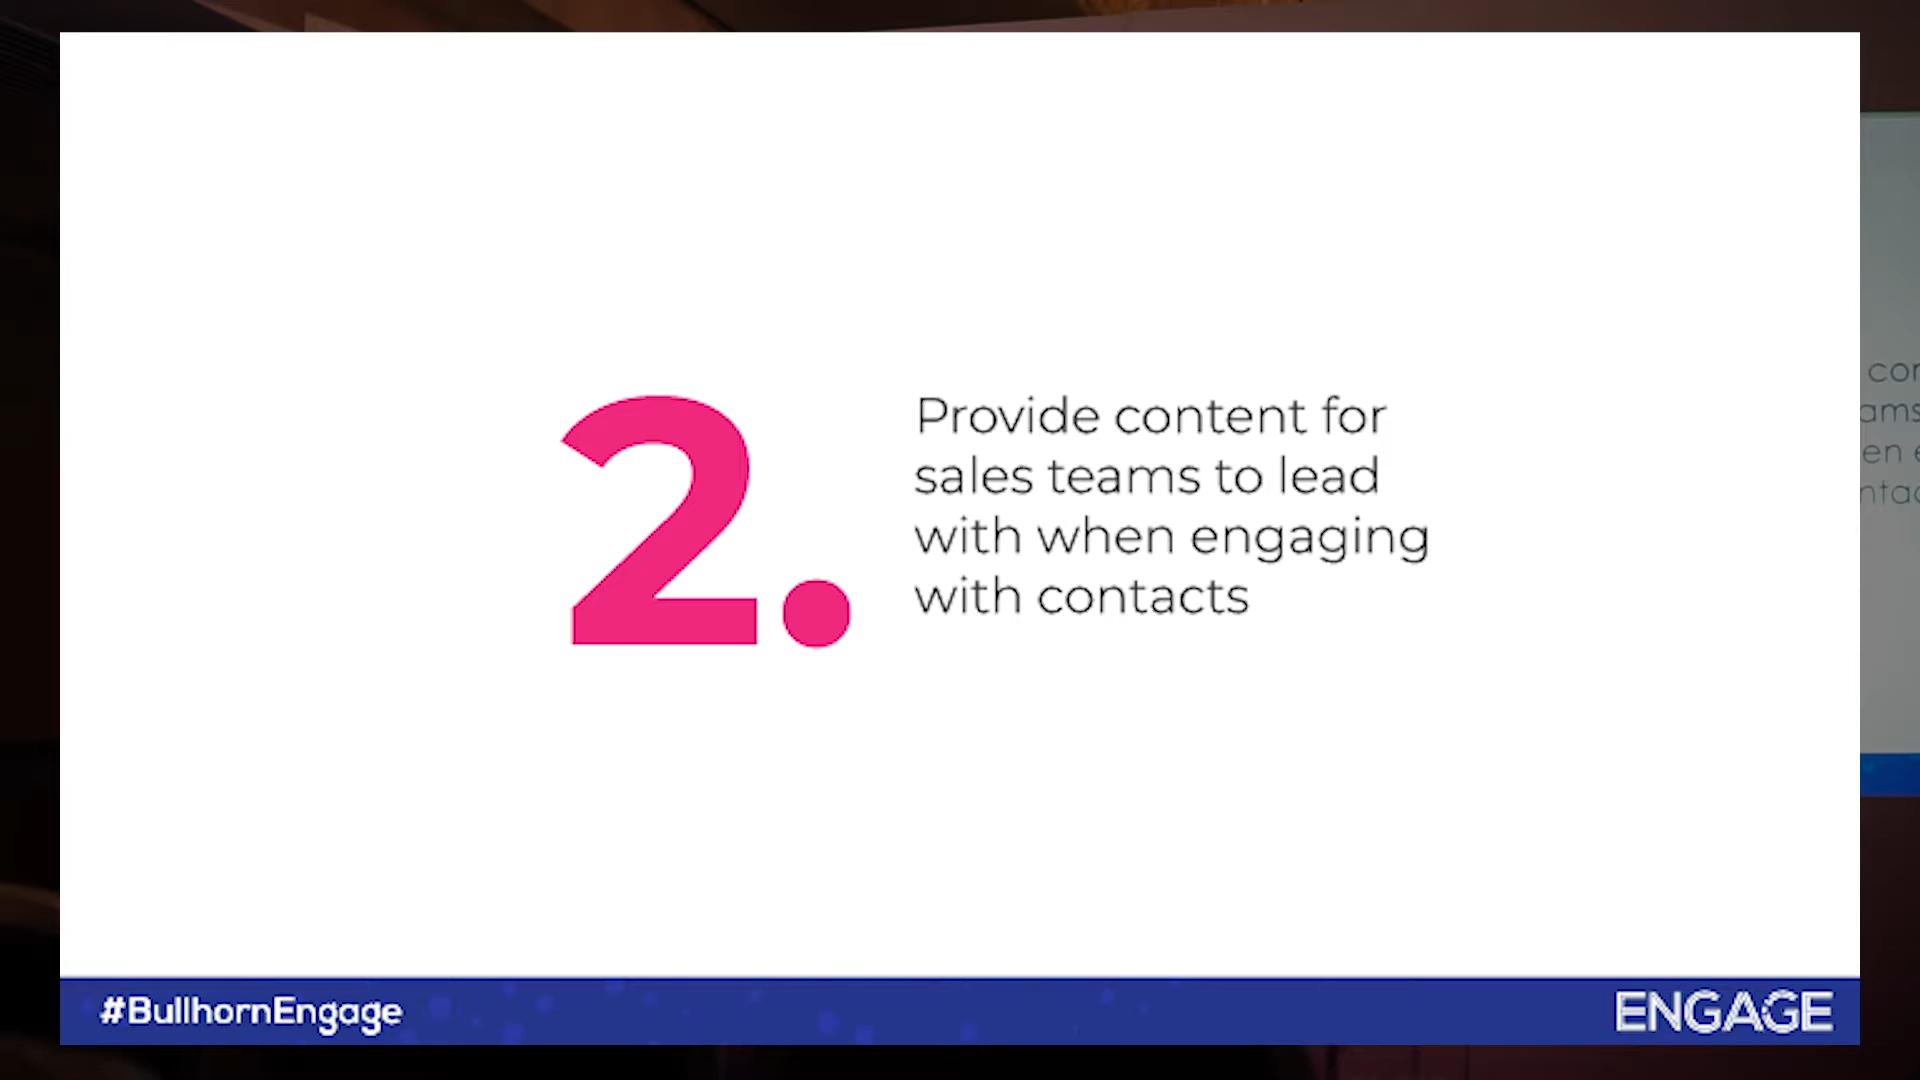 2.
Provide content for
sales teams to lead
with when engaging
with contacts
#BullhornEngage
ENGAGE